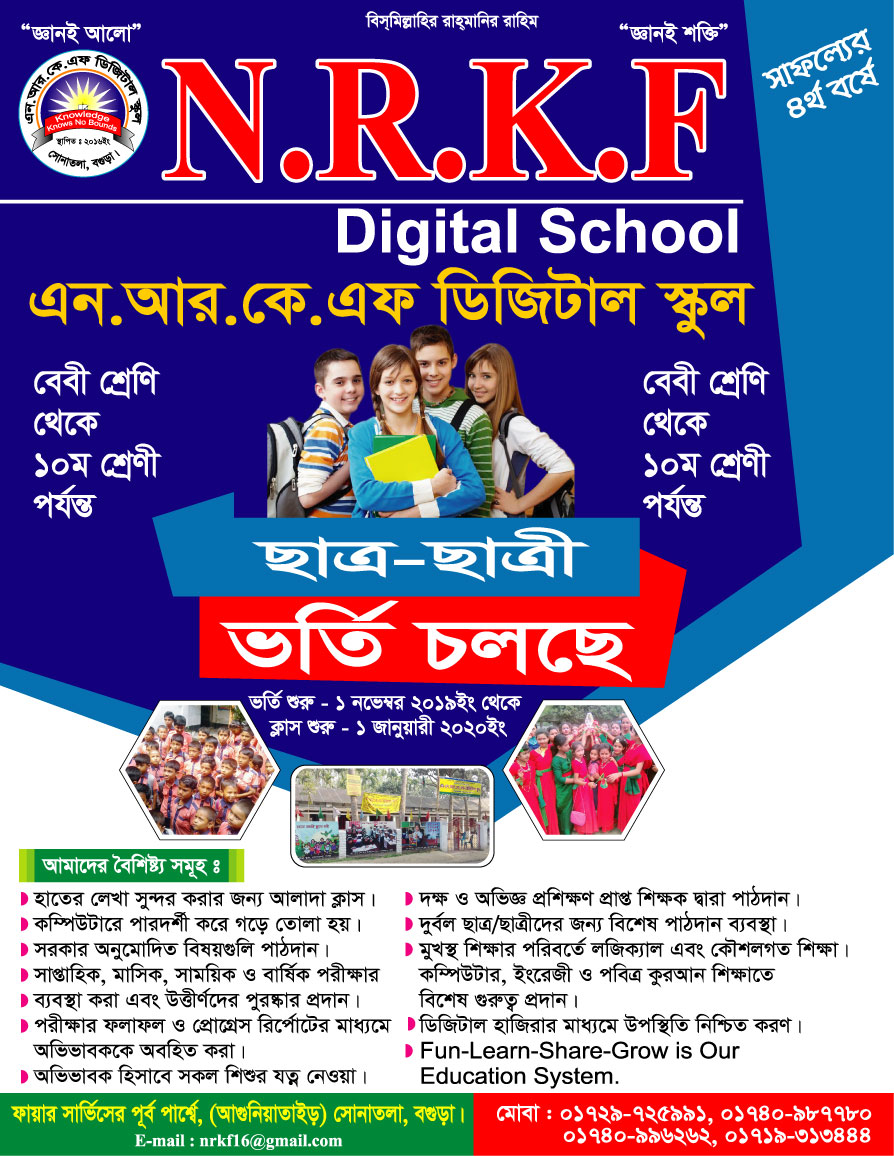 বিস্‌মিল্লাহির রাহ্‌মানির রাহিম
“জ্ঞানই আলো”
“জ্ঞানই শক্তি”
সাফল্যের
৪র্থ বর্ষে
এন.আর.কে.এফ ডিজিটাল স্কুল
Knowledge
Knows No Bounds
স্থাপিত ঃ ২০১৬ইং
সোনাতলা, বগুড়া।
N.R.K.F
Digital School
এন.আর.কে.এফ ডিজিটাল স্কুল
বেবী শ্রেণি
থেকে
১০ম শ্রেণী
পর্যন্ত
বেবী শ্রেণি
থেকে
১০ম শ্রেণী
পর্যন্ত
ছাত্র-ছাত্রী
ভর্তি চলছে
ভর্তি শুরু - ১ নভেম্বর ২০১৯ইং থেকে
ক্লাস শুরু - ১ জানুয়ারী ২০২০ইং
আমাদের বৈশিষ্ট্য সমূহ ঃ
হাতের লেখা সুন্দর করার জন্য আলাদা ক্লাস।
কম্পিউটারে পারদর্শী করে গড়ে তোলা হয়।
সরকার অনুমোদিত বিষয়গুলি পাঠদান।
সাপ্তাহিক, মাসিক, সাময়িক ও বার্ষিক পরীক্ষার
ব্যবস্থা করা এবং উত্তীর্ণদের পুরষ্কার প্রদান।
পরীক্ষার ফলাফল ও প্রোগ্রেস রির্পোটের মাধ্যমে
অভিভাবককে অবহিত করা।
অভিভাবক হিসাবে সকল শিশুর যত্ন নেওয়া।
দক্ষ ও অভিজ্ঞ প্রশিক্ষণ প্রাপ্ত শিক্ষক দ্বারা পাঠদান।
দুর্বল ছাত্র/ছাত্রীদের জন্য বিশেষ পাঠদান ব্যবস্থা।
মুখস্থ শিক্ষার পরিবর্তে লজিক্যাল এবং কৌশলগত শিক্ষা।
কম্পিউটার, ইংরেজী ও পবিত্র কুরআন শিক্ষাতে
বিশেষ গুরুত্ব প্রদান।
ডিজিটাল হাজিরার মাধ্যমে উপস্থিতি নিশ্চিত করণ।
Fun-Learn-Share-Grow is Our
Education System.
ফায়ার সার্ভিসের পূর্ব পার্শ্বে, (আগুনিয়াতাইড়) সোনাতলা, বগুড়া।
E-mail : nrkf16@gmail.com
মোবা : ০১৭২৯-৭২৫৯৯১, ০১৭৪০-৯৮৭৭৮০
০১৭৪০-৯৯৬২৬২, ০১৭১৯-৩১৩৪৪৪